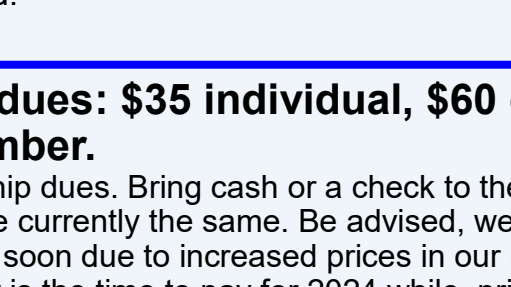 dues: $35 individual, $60
mber.
hip dues. Bring cash or a check to the
e currently the same. Be advised, we
soon due to increased prices in our
is the time to pay for 2024 while